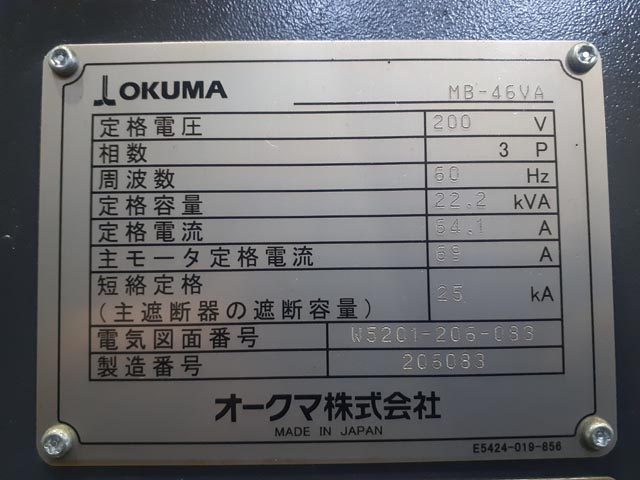 OKUMA MB-46VA
定格電圧 200 V
相数 3 P
周波数 60 Hz
定格容量 22.2 kVA
定格電流 64.1 A
主モータ定格電流 69 A
短絡定格
(主遮断器の遮断容量) 25 kA
電気図面番号 W5201-206-083
製造番号 206083
オークマ株式会社
MADE IN JAPAN
E5424-019-856